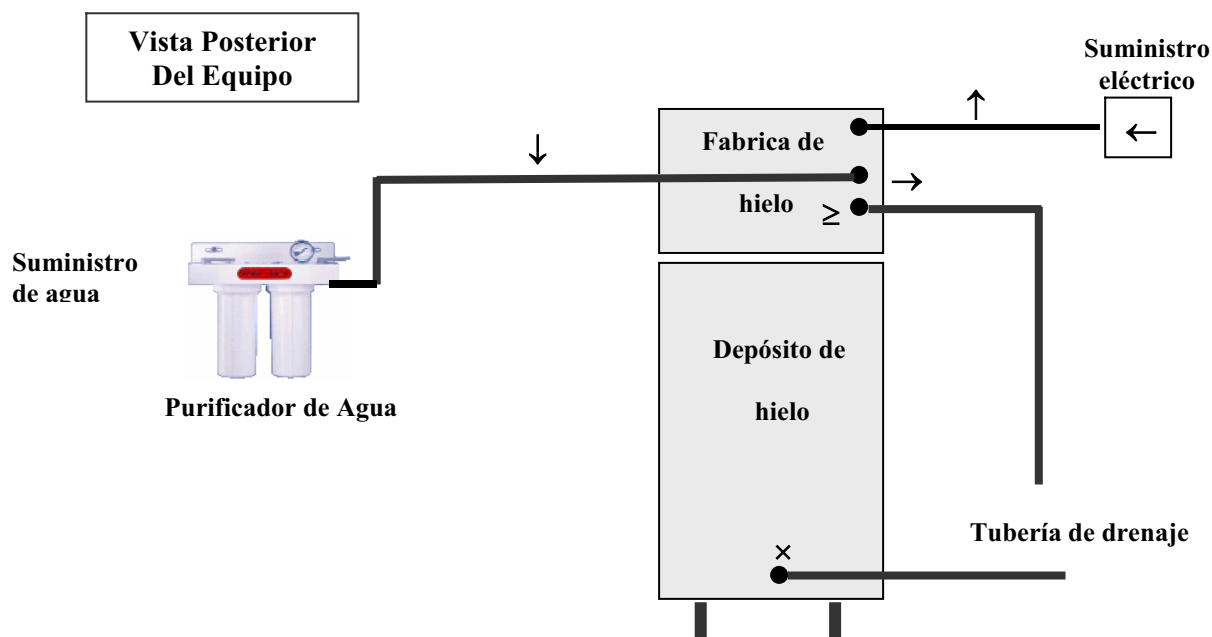 Vista Posterior
Del Equipo
Suministro
eléctrico
↑
←
↓
Fabrica de
→
hielo
≥
Suministro
de agua
Depósito de
hielo
Purificador de Agua
Tubería de drenaje
×